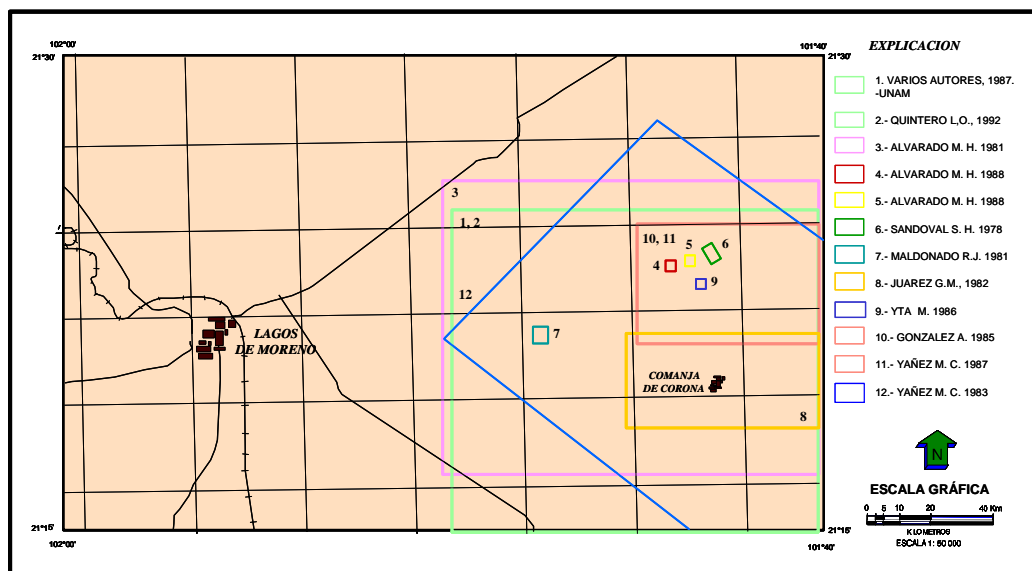 102°00'
101°40'
21°30'
21°30'
EXPLICACION
1. VARIOS AUTORES, 1987.
-UNAM
2.- QUINTERO L,O., 1992
3.- ALVARADO M. H. 1981
4.- ALVARADO M. H. 1988
5.- ALVARADO M. H. 1988
6.- SANDOVAL S. H. 1978
7.- MALDONADO R.J. 1981
8.- JUAREZ G.M., 1982
9.- YTA M. 1986
10.- GONZALEZ A. 1985
11.- YAÑEZ M. C. 1987
12.- YAÑEZ M. C. 1983
3
1, 2
10, 11
6
5
4
9
12
7
LAGOS
DE MORENO
COMANJA
DE CORONA
8
N
ESCALA GRÁFICA
0 5 10 20 40 Km
KILOMETROS
ESCALA 1: 50 000
21°15'
21°15'
102°00'
101°40'